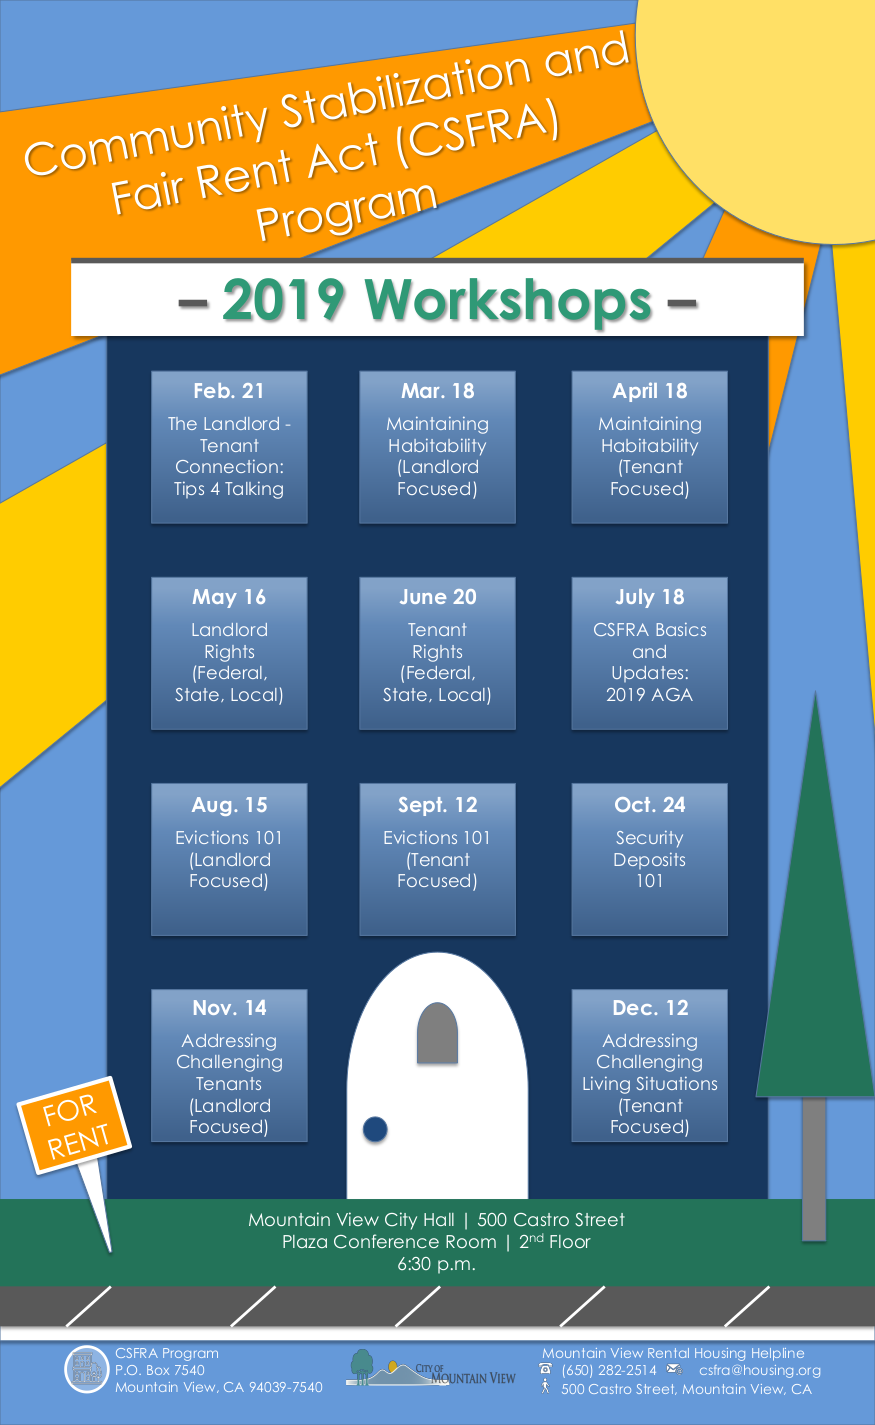 Community Stabilization and
Fair Rent Act (CSFRA)
Program
– 2019 Workshops –
Feb. 21
The Landlord -
Tenant
Connection:
Tips 4 Talking
Mar. 18
Maintaining
Habitability
(Landlord
Focused)
April 18
Maintaining
Habitability
(Tenant
Focused)
May 16
Landlord
Rights
(Federal,
State, Local)
June 20
Tenant
Rights
(Federal,
State, Local)
July 18
CSFRA Basics
and
Updates:
2019 AGA
Aug. 15
Evictions 101
(Landlord
Focused)
Sept. 12
Evictions 101
(Tenant
Focused)
Oct. 24
Security
Deposits
101
Nov. 14
Addressing
Challenging
Tenants
(Landlord
Focused)
Dec. 12
Addressing
Challenging
Living Situations
(Tenant
Focused)
FOR
RENT
Mountain View City Hall | 500 Castro Street
Plaza Conference Room | 2nd Floor
6:30 p.m.
CSFRA Program
P.O. Box 7540
Mountain View, CA 94039-7540
CITY OF
MOUNTAIN VIEW
Mountain View Rental Housing Helpline
(650) 282-2514 csfra@housing.org
500 Castro Street, Mountain View, CA